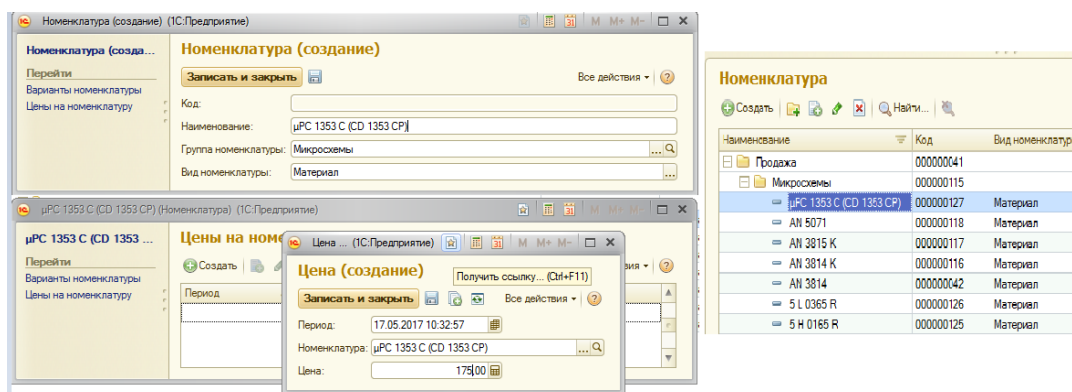 Номенклатура (создание) (1С:Предприятие)
M M+ M-
Номенклатура (созда...
Перейти
Варианты номенклатуры
Цены на номенклатуру
Номенклатура (создание)
Записать и закрыть
Все действия
Код:
Наименование: µPC 1353 C (CD 1353 CP)
Группа номенклатуры: Микросхемы
Вид номенклатуры: Материал
µPC 1353 C (CD 1353 CP) (Номенклатура) (1С:Предприятие)
M M+ M-
µPC 1353 C (CD 1353 ...
Перейти
Варианты номенклатуры
Цены на номенклатуру
Цены на номе
Создать
Период
вия
Цена ... (1С:Предприятие)
M M+ M-
Цена (создание)
Получить ссылку... (Ctrl+F11)
Записать и закрыть
Все действия
Период: 17.05.2017 10:32:57
Номенклатура: µPC 1353 C (CD 1353 CP)
Цена: 175,00
Номенклатура
Создать
Найти...
Наименование Код Вид номенклатур
Продажа 000000041
Микросхемы 000000115
µPC 1353 C (CD 1353 CP) 000000127 Материал
AN 5071 000000118 Материал
AN 3815 K 000000117 Материал
AN 3814 K 000000116 Материал
AN 3814 000000042 Материал
5 L 0365 R 000000126 Материал
5 H 0165 R 000000125 Материал